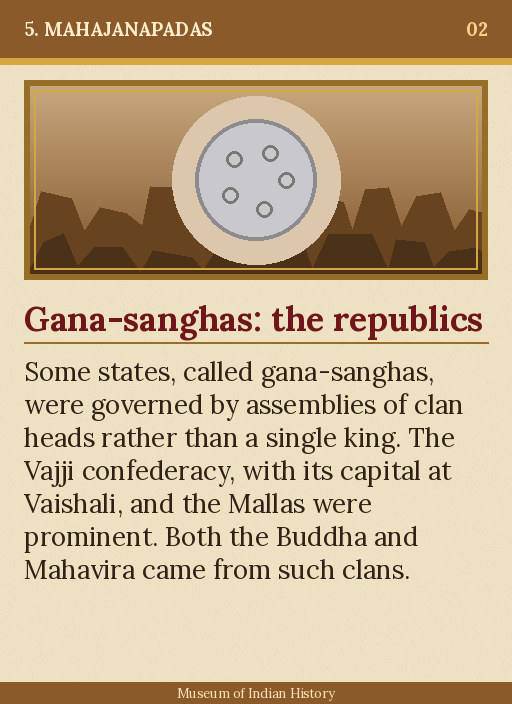 5. MAHAJANAPADAS 02
Gana-sanghas: the republics
Some states, called gana-sanghas,
were governed by assemblies of clan
heads rather than a single king. The
Vajji confederacy, with its capital at
Vaishali, and the Mallas were
prominent. Both the Buddha and
Mahavira came from such clans.
Museum of Indian History